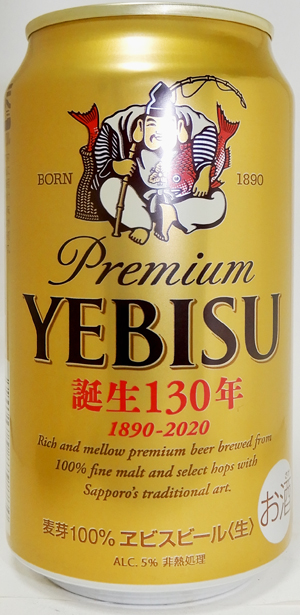 BORN 1890
Premium
YEBISU
誕生130年
1890-2020
Rich and mellow premium beer brewed from
100% fine malt and select hops with
Sapporo's traditional art.
麦芽100% ヱビスビール〈生〉
お酒
ALC. 5% 非熱処理